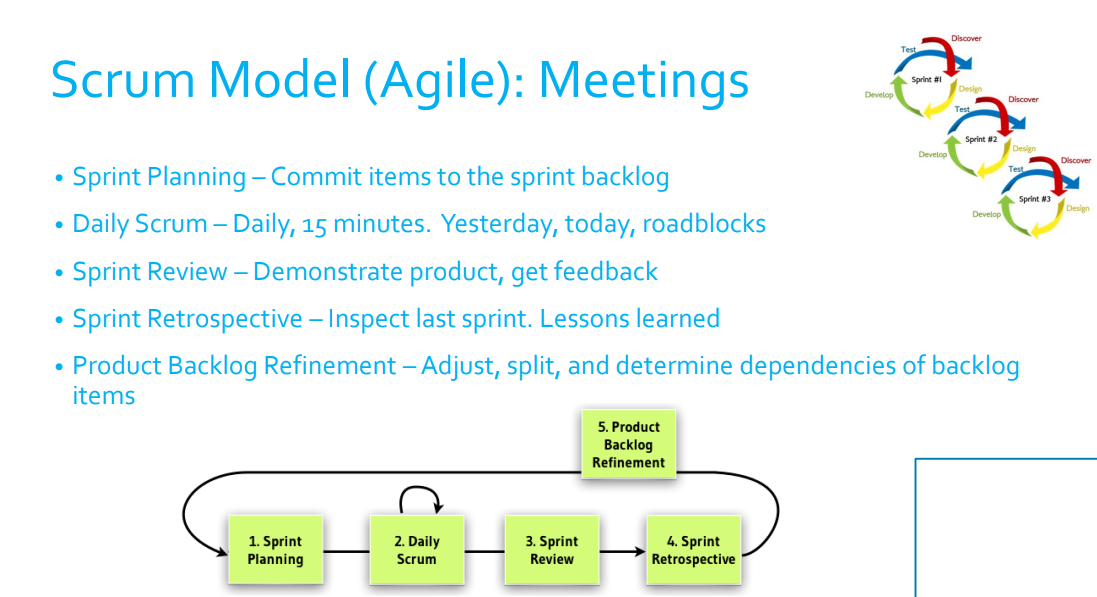 Scrum Model (Agile): Meetings
• Sprint Planning – Commit items to the sprint backlog
• Daily Scrum – Daily, 15 minutes.  Yesterday, today, roadblocks
• Sprint Review – Demonstrate product, get feedback
• Sprint Retrospective – Inspect last sprint. Lessons learned
• Product Backlog Refinement – Adjust, split, and determine dependencies of backlog
items
Discover
Test
Sprint #1
Design
Develop
Discover
Test
Sprint #2
Design
Develop
Discover
Test
Sprint #3
Design
Develop
5. Product
Backlog
Refinement
1. Sprint
Planning
2. Daily
Scrum
3. Sprint
Review
4. Sprint
Retrospective